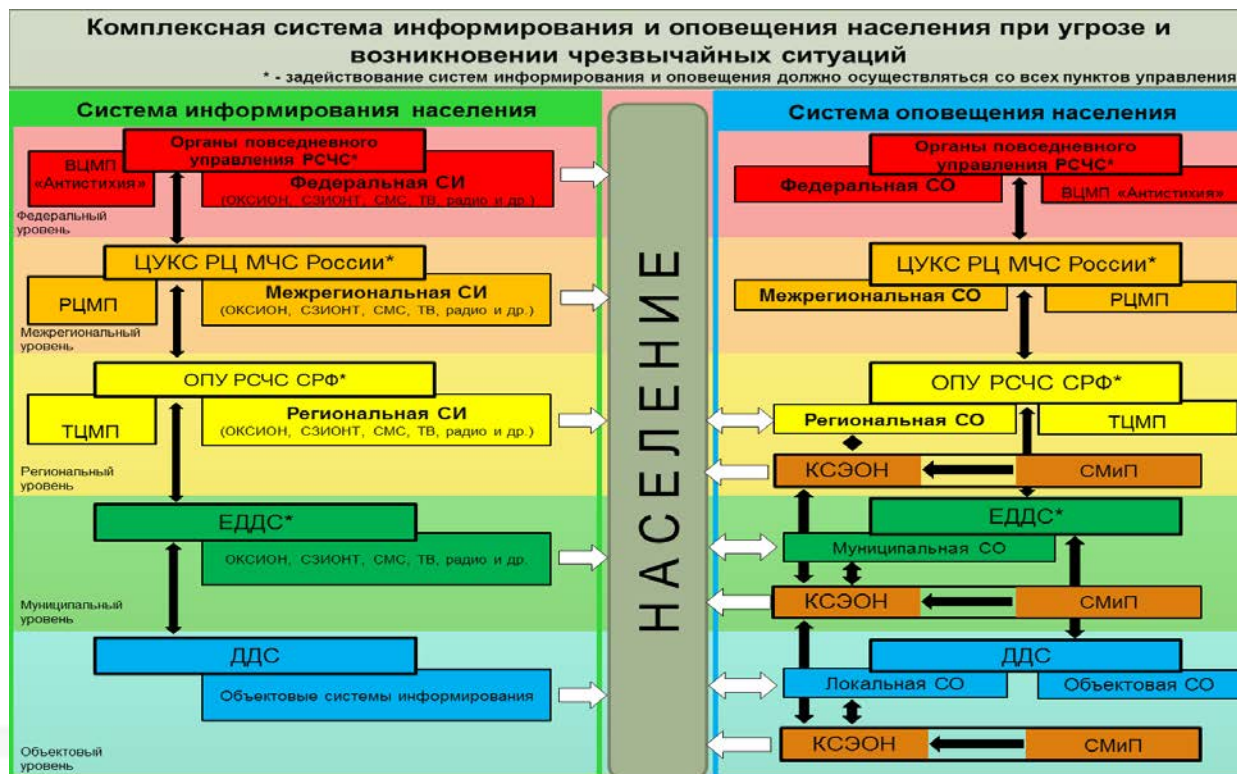 Комплексная система информирования и оповещения населения при угрозе и
возникновении чрезвычайных ситуаций
* - задействование систем информирования и оповещения должно осуществляться со всех пунктов управления
Система информирования населения
Органы повседневного
управления РСЧС*
ВЦМП
«Антистихия»
Федеральная СИ
(ОКСИОН, СЗИОНТ, СМС, ТВ, радио и др.)
Федеральный
уровень
ЦУКС РЦ МЧС России*
РЦМП
Межрегиональная СИ
(ОКСИОН, СЗИОНТ, СМС, ТВ, радио и др.)
Межрегиональный
уровень
ОПУ РСЧС СРФ*
ТЦМП
Региональная СИ
(ОКСИОН, СЗИОНТ, СМС, ТВ, радио и др.)
Региональный
уровень
ЕДДС*
ОКСИОН, СЗИОНТ, СМС, ТВ, радио и др.
Муниципальный
уровень
ДДС
Объектовые системы информирования
Объектовый
уровень
НАСЕЛЕНИЕ
Система оповещения населения
Органы повседневного
управления РСЧС*
Федеральная СО
ВЦМП «Антистихия»
ЦУКС РЦ МЧС России*
Межрегиональная СО
РЦМП
ОПУ РСЧС СРФ*
Региональная СО
ТЦМП
КСЭОН
СМиП
ЕДДС*
Муниципальная СО
КСЭОН
СМиП
ДДС
Локальная СО
Объектовая СО
КСЭОН
СМиП